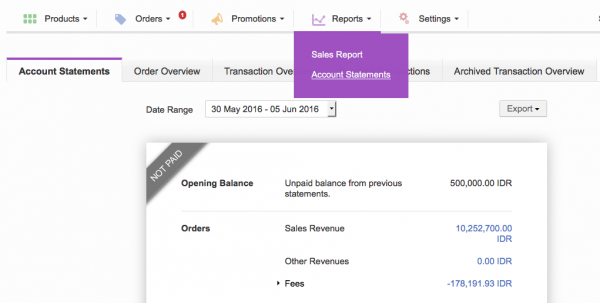 Products Orders 1 Promotions Reports Settings
Sales Report
Account Statements
Account Statements Order Overview Transaction Ove ctions Archived Transaction Overview
Date Range 30 May 2016 - 05 Jun 2016 Export
NOT PAID
Opening Balance Unpaid balance from previous 500,000.00 IDR
statements.
Orders Sales Revenue 10,252,700.00
IDR
Other Revenues 0.00 IDR
Fees -178,191.93 IDR